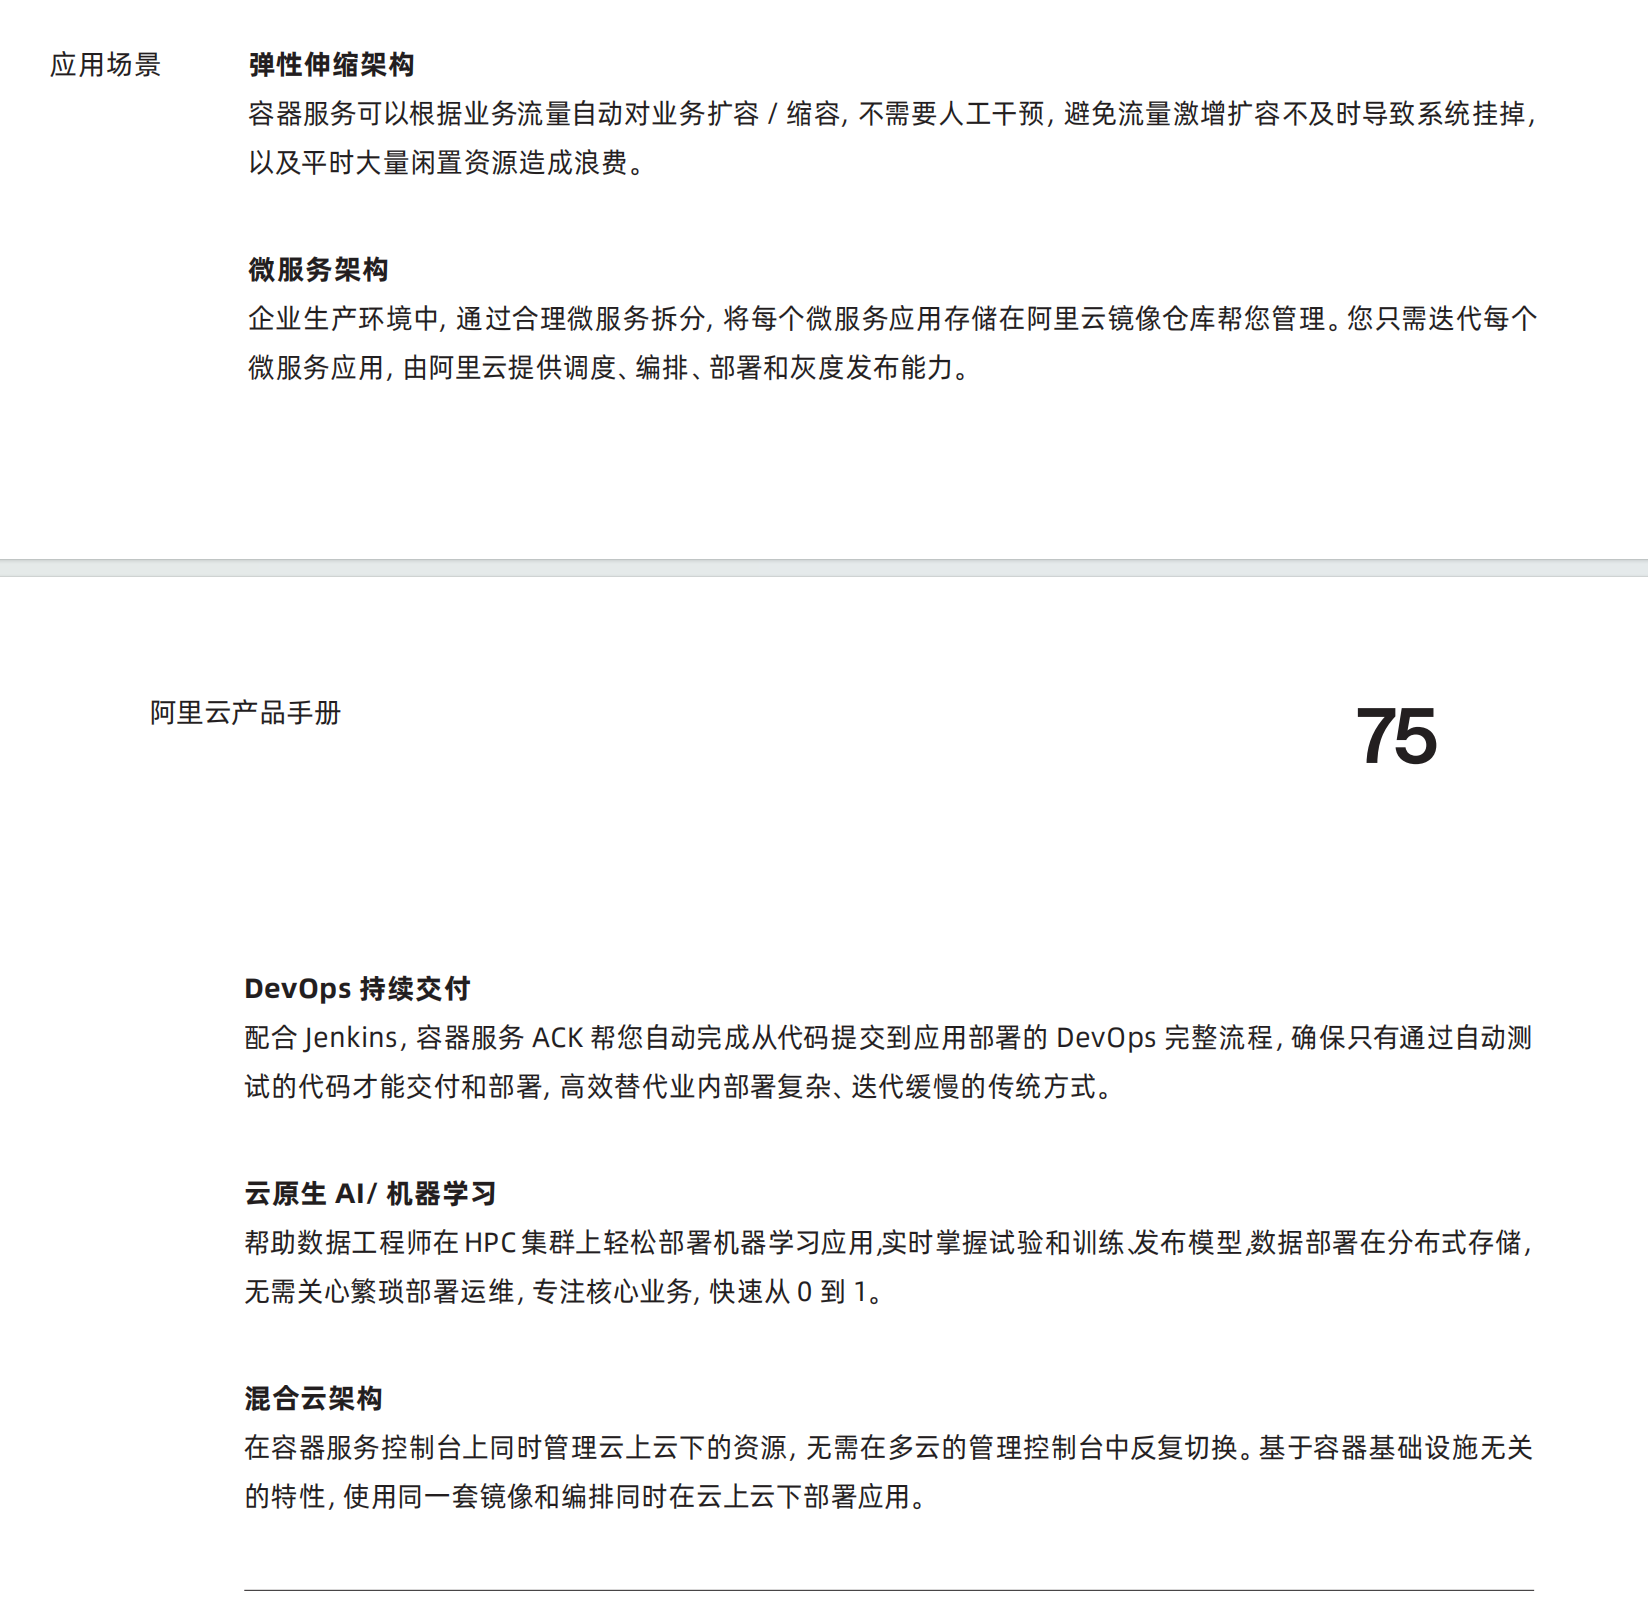 应用场景
弹性伸缩架构
容器服务可以根据业务流量自动对业务扩容 / 缩容, 不需要人工干预, 避免流量激增扩容不及时导致系统挂掉,
以及平时大量闲置资源造成浪费。
微服务架构
企业生产环境中, 通过合理微服务拆分, 将每个微服务应用存储在阿里云镜像仓库帮您管理。您只需迭代每个
微服务应用, 由阿里云提供调度、编排、部署和灰度发布能力。
阿里云产品手册
75
DevOps 持续交付
配合 Jenkins, 容器服务 ACK 帮您自动完成从代码提交到应用部署的 DevOps 完整流程, 确保只有通过自动测
试的代码才能交付和部署, 高效替代业内部署复杂、迭代缓慢的传统方式。
云原生 AI/ 机器学习
帮助数据工程师在 HPC 集群上轻松部署机器学习应用,实时掌握试验和训练、发布模型,数据部署在分布式存储,
无需关心繁琐部署运维, 专注核心业务, 快速从 0 到 1。
混合云架构
在容器服务控制台上同时管理云上云下的资源, 无需在多云的管理控制台中反复切换。基于容器基础设施无关
的特性, 使用同一套镜像和编排同时在云上云下部署应用。